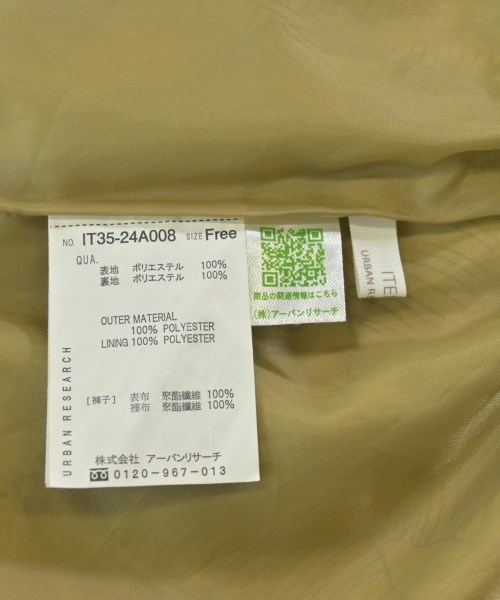 NO. IT35-24A008 SIZE Free
QUA.
表地 ポリエステル 100%
裏地 ポリエステル 100%
OUTER MATERIAL
100% POLYESTER
LINING 100% POLYESTER
[褲子] 表布 聚酯纖維 100%
裡布 聚酯纖維 100%
株式会社 アーバンリサーチ
0120-967-013
URBAN RESEARCH
商品の関連情報はこちら
(株)アーバンリサーチ
ITE
URBAN R